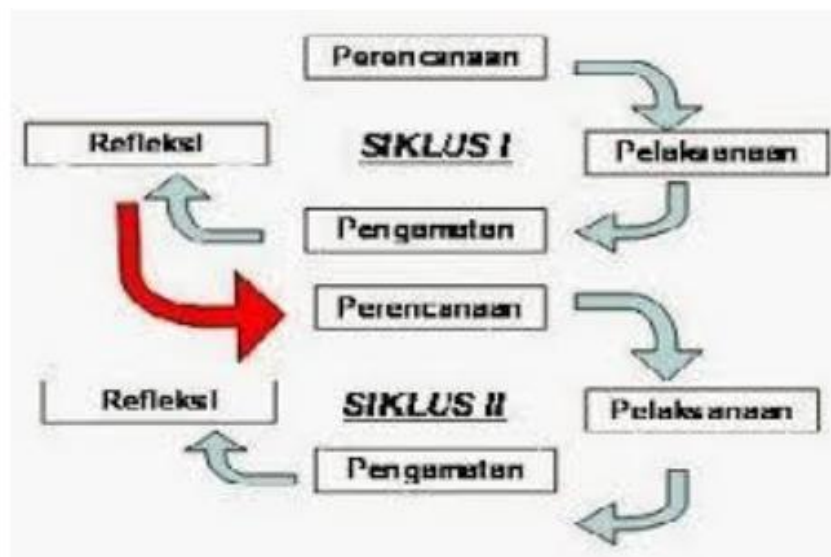 Perencanaan
Refleksi
SIKLUS I
Pelaksanaan
Pengamatan
Perencanaan
Refleksi
SIKLUS II
Pelaksanaan
Pengamatan